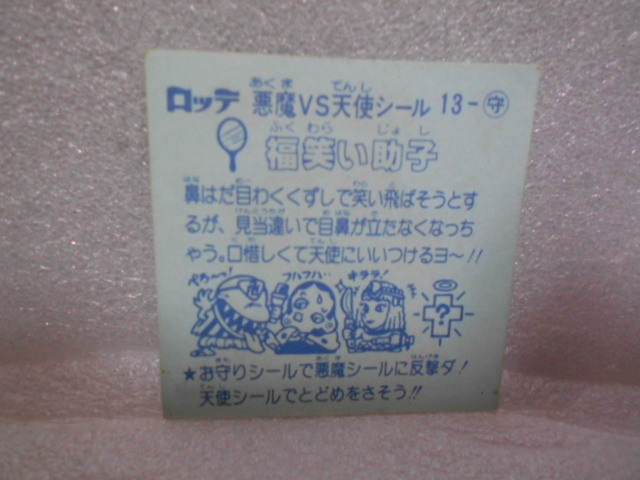 ロッテ 悪魔VS天使シール 13-守
福笑い助子
鼻はだ目わくくずしで笑い飛ばそうとす
るが、見当違いで目鼻が立たなくなっち
ゃう。口惜しくて天使にいいつけるヨ〜!!
フハフハ‥ キララ!
?
★お守りシールで悪魔シールに反撃ダ!
天使シールでとどめをさそう!!